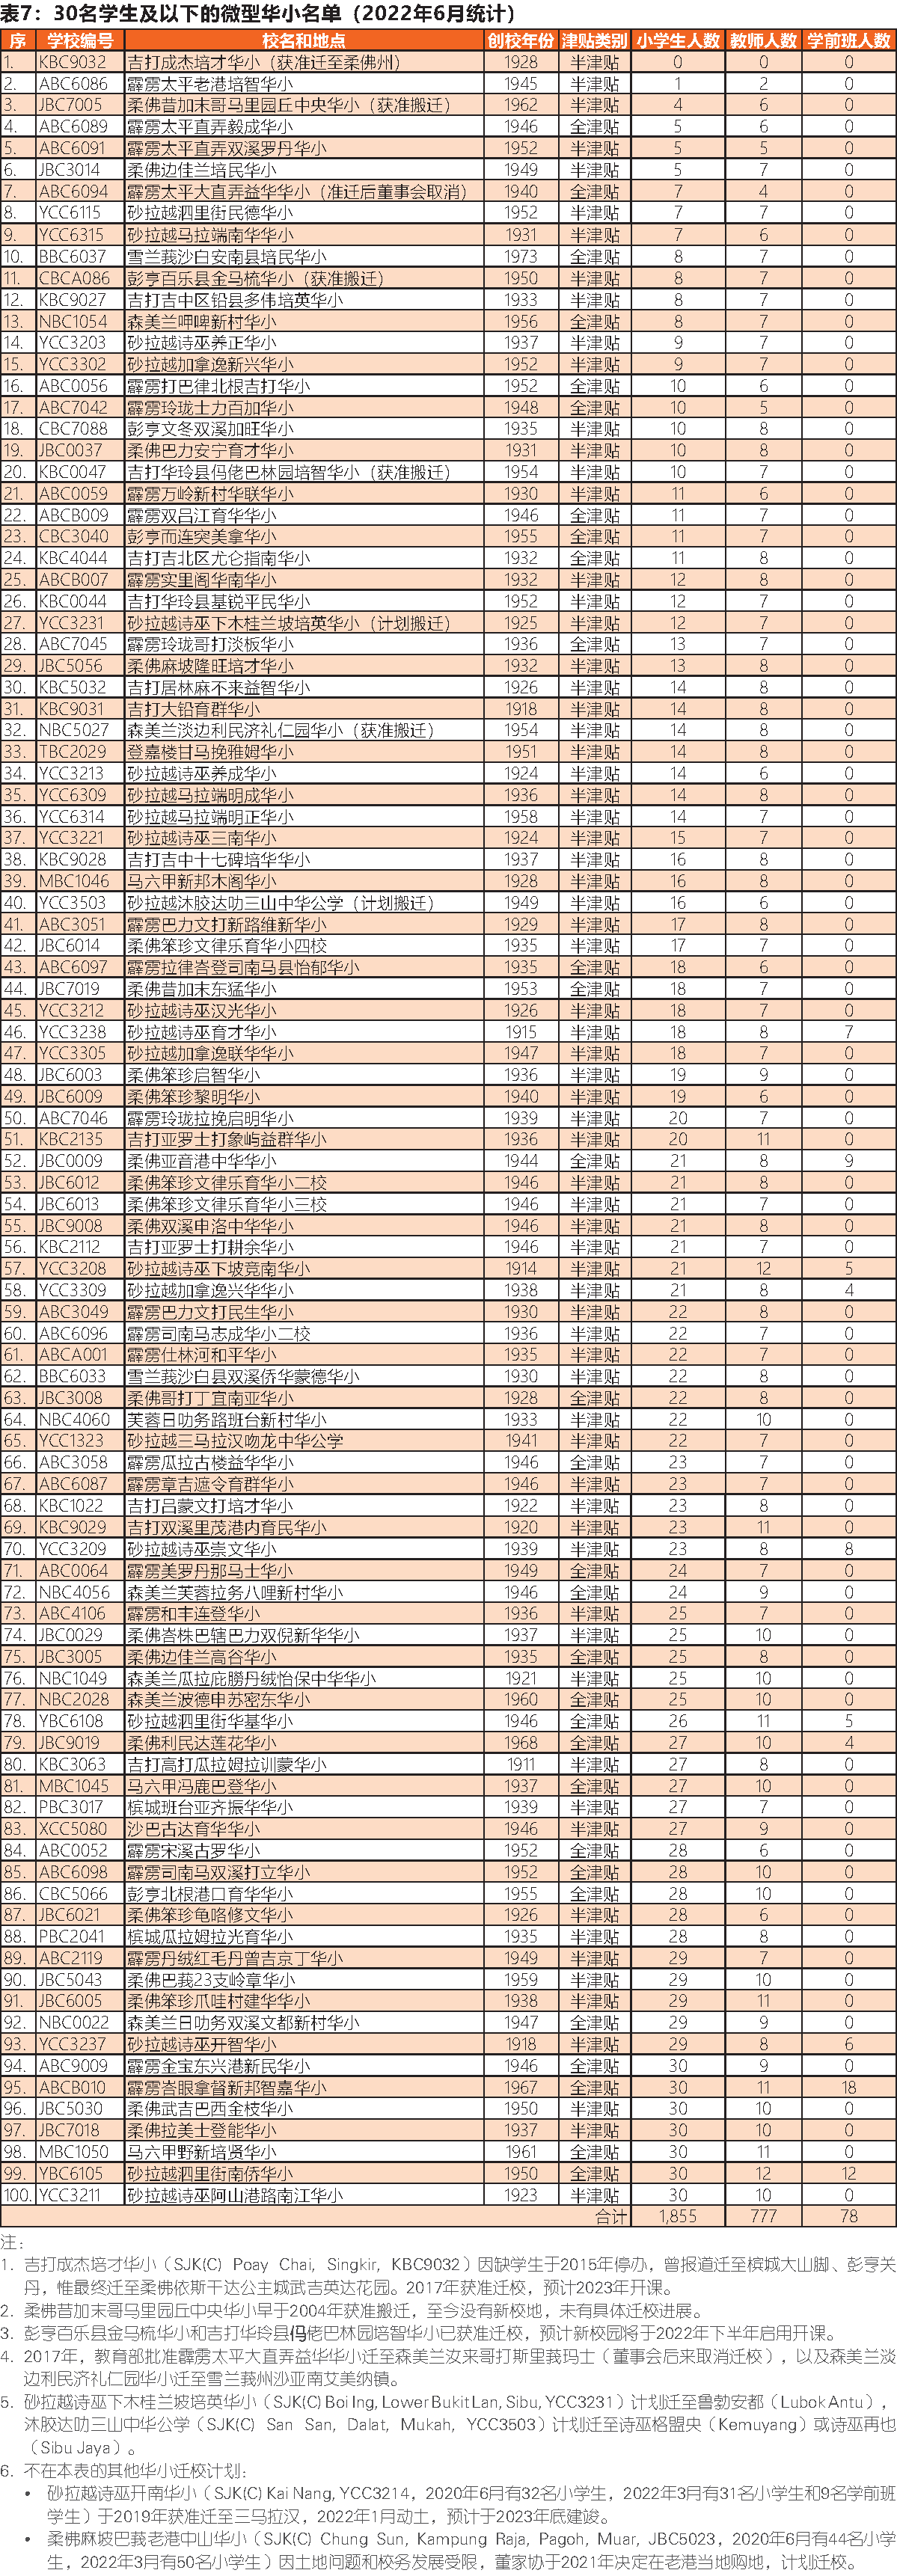 表7：30名学生及以下的微型华小名单（2022年6月统计）
序 学校编号 校名和地点 创校年份 津贴类别 小学生人数 教师人数 学前班人数
1. KBC9032 吉打成杰培才华小（获准迁至柔佛州） 1928 半津贴 0 0 0
2. ABC6086 霹雳太平老港培智华小 1945 半津贴 1 2 0
3. JBC7005 柔佛昔加末哥马里园丘中央华小（获准搬迁） 1962 半津贴 4 6 0
4. ABC6089 霹雳太平直弄毅成华小 1946 全津贴 5 6 0
5. ABC6091 霹雳太平直弄双溪罗丹华小 1952 半津贴 5 5 0
6. JBC3014 柔佛边佳兰培民华小 1949 半津贴 5 7 0
7. ABC6094 霹雳太平大直弄益华华小（准迁后董事会取消） 1940 全津贴 7 4 0
8. YCC6115 砂拉越泗里街民德华小 1952 半津贴 7 7 0
9. YCC6315 砂拉越马拉端南华华小 1931 半津贴 7 6 0
10. BBC6037 雪兰莪沙白安南县培民华小 1973 全津贴 8 7 0
11. CBCA086 彭亨百乐县金马梳华小（获准搬迁） 1950 半津贴 8 7 0
12. KBC9027 吉打吉中区铅县多伟培英华小 1933 半津贴 8 7 0
13. NBC1054 森美兰呷啤新村华小 1956 全津贴 8 7 0
14. YCC3203 砂拉越诗巫养正华小 1937 半津贴 9 7 0
15. YCC3302 砂拉越加拿逸新兴华小 1952 半津贴 9 7 0
16. ABC0056 霹雳打巴律北根吉打华小 1952 全津贴 10 6 0
17. ABC7042 霹雳玲珑士力百加华小 1948 全津贴 10 5 0
18. CBC7088 彭亨文冬双溪加旺华小 1935 半津贴 10 8 0
19. JBC0037 柔佛巴力安宁育才华小 1931 半津贴 10 8 0
20. KBC0047 吉打华玲县㐷佬巴林园培智华小（获准搬迁） 1954 半津贴 10 7 0
21. ABC0059 霹雳万岭新村华联华小 1930 半津贴 11 6 0
22. ABCB009 霹雳双吕江育华华小 1946 全津贴 11 7 0
23. CBC3040 彭亨而连突美拿华小 1955 全津贴 11 7 0
24. KBC4044 吉打吉北区尤仑指南华小 1932 全津贴 11 8 0
25. ABCB007 霹雳实里阁华南华小 1932 半津贴 12 8 0
26. KBC0044 吉打华玲县基锐平民华小 1952 半津贴 12 7 0
27. YCC3231 砂拉越诗巫下木桂兰坡培英华小（计划搬迁） 1925 半津贴 12 7 0
28. ABC7045 霹雳玲珑哥打淡板华小 1936 全津贴 13 7 0
29. JBC5056 柔佛麻坡隆旺培才华小 1932 半津贴 13 8 0
30. KBC5032 吉打居林麻不来益智华小 1926 半津贴 14 8 0
31. KBC9031 吉打大铅育群华小 1918 半津贴 14 8 0
32. NBC5027 森美兰淡边利民济礼仁园华小（获准搬迁） 1954 半津贴 14 8 0
33. TBC2029 登嘉楼甘马挽雅姆华小 1951 半津贴 14 8 0
34. YCC3213 砂拉越诗巫养成华小 1924 半津贴 14 6 0
35. YCC6309 砂拉越马拉端明成华小 1936 半津贴 14 8 0
36. YCC6314 砂拉越马拉端明正华小 1958 半津贴 14 7 0
37. YCC3221 砂拉越诗巫三南华小 1924 半津贴 15 7 0
38. KBC9028 吉打吉中十七碑培华华小 1937 半津贴 16 8 0
39. MBC1046 马六甲新邦木阁华小 1928 半津贴 16 8 0
40. YCC3503 砂拉越沐胶达叻三山中华公学（计划搬迁） 1949 半津贴 16 6 0
41. ABC3051 霹雳巴力文打新路维新华小 1929 半津贴 17 8 0
42. JBC6014 柔佛笨珍文律乐育华小四校 1935 半津贴 17 7 0
43. ABC6097 霹雳拉律峇登司南马县怡郁华小 1935 全津贴 18 6 0
44. JBC7019 柔佛昔加末东猛华小 1953 全津贴 18 7 0
45. YCC3212 砂拉越诗巫汉光华小 1926 半津贴 18 7 0
46. YCC3238 砂拉越诗巫育才华小 1915 半津贴 18 8 7
47. YCC3305 砂拉越加拿逸联华华小 1947 半津贴 18 7 0
48. JBC6003 柔佛笨珍启智华小 1936 半津贴 19 9 0
49. JBC6009 柔佛笨珍黎明华小 1940 半津贴 19 6 0
50. ABC7046 霹雳玲珑拉挽启明华小 1939 半津贴 20 7 0
51. KBC2135 吉打亚罗士打象屿益群华小 1936 半津贴 20 11 0
52. JBC0009 柔佛亚音港中华华小 1944 全津贴 21 8 9
53. JBC6012 柔佛笨珍文律乐育华小二校 1946 半津贴 21 8 0
54. JBC6013 柔佛笨珍文律乐育华小三校 1946 半津贴 21 7 0
55. JBC9008 柔佛双溪申洛中华华小 1946 半津贴 21 8 0
56. KBC2112 吉打亚罗士打耕余华小 1946 半津贴 21 7 0
57. YCC3208 砂拉越诗巫下坡竞南华小 1914 半津贴 21 12 5
58. YCC3309 砂拉越加拿逸兴华华小 1938 半津贴 21 8 4
59. ABC3049 霹雳巴力文打民生华小 1930 半津贴 22 8 0
60. ABC6096 霹雳司南马志成华小二校 1936 半津贴 22 7 0
61. ABCA001 霹雳仕林河和平华小 1935 半津贴 22 7 0
62. BBC6033 雪兰莪沙白县双溪侨华蒙德华小 1930 半津贴 22 8 0
63. JBC3008 柔佛哥打丁宜南亚华小 1928 全津贴 22 8 0
64. NBC4060 芙蓉日叻务路班台新村华小 1933 半津贴 22 10 0
65. YCC1323 砂拉越三马拉汉吻龙中华公学 1941 半津贴 22 7 0
66. ABC3058 霹雳瓜拉古楼益华华小 1946 全津贴 23 7 0
67. ABC6087 霹雳章吉遮令育群华小 1946 半津贴 23 7 0
68. KBC1022 吉打吕蒙文打培才华小 1922 半津贴 23 8 0
69. KBC9029 吉打双溪里茂港内育民华小 1920 半津贴 23 11 0
70. YCC3209 砂拉越诗巫崇文华小 1939 半津贴 23 8 8
71. ABC0064 霹雳美罗丹那马士华小 1949 全津贴 24 7 0
72. NBC4056 森美兰芙蓉拉务八哩新村华小 1946 全津贴 24 9 0
73. ABC4106 霹雳和丰连登华小 1936 半津贴 25 7 0
74. JBC0029 柔佛峇株巴辖巴力双倪新华华小 1937 半津贴 25 10 0
75. JBC3005 柔佛边佳兰高谷华小 1935 全津贴 25 8 0
76. NBC1049 森美兰瓜拉庇朥丹绒怡保中华华小 1921 半津贴 25 10 0
77. NBC2028 森美兰波德申苏密东华小 1960 全津贴 25 10 0
78. YBC6108 砂拉越泗里街华基华小 1946 全津贴 26 11 5
79. JBC9019 柔佛利民达莲花华小 1968 全津贴 27 10 4
80. KBC3063 吉打高打瓜拉姆拉训蒙华小 1911 半津贴 27 8 0
81. MBC1045 马六甲冯鹿巴登华小 1937 全津贴 27 10 0
82. PBC3017 槟城班台亚齐振华华小 1939 半津贴 27 7 0
83. XCC5080 沙巴古达育华华小 1946 半津贴 27 9 0
84. ABC0052 霹雳宋溪古罗华小 1952 全津贴 28 6 0
85. ABC6098 霹雳司南马双溪打立华小 1952 全津贴 28 10 0
86. CBC5066 彭亨北根港口育华华小 1955 全津贴 28 10 0
87. JBC6021 柔佛笨珍龟咯修文华小 1926 半津贴 28 6 0
88. PBC2041 槟城瓜拉姆拉光育华小 1935 半津贴 28 8 0
89. ABC2119 霹雳丹绒红毛丹曾吉京丁华小 1949 半津贴 29 7 0
90. JBC5043 柔佛巴莪23支岭章华小 1959 半津贴 29 10 0
91. JBC6005 柔佛笨珍爪哇村建华华小 1938 半津贴 29 11 0
92. NBC0022 森美兰日叻务双溪文都新村华小 1947 全津贴 29 9 0
93. YCC3237 砂拉越诗巫开智华小 1918 半津贴 29 8 6
94. ABC9009 霹雳金宝东兴港新民华小 1946 全津贴 30 9 0
95. ABCB010 霹雳峇眼拿督新邦智嘉华小 1967 全津贴 30 11 18
96. JBC5030 柔佛武吉巴西金枝华小 1950 半津贴 30 10 0
97. JBC7018 柔佛拉美士登能华小 1937 半津贴 30 10 0
98. MBC1050 马六甲野新培贤华小 1961 全津贴 30 11 0
99. YBC6105 砂拉越泗里街南侨华小 1950 全津贴 30 12 12
100. YCC3211 砂拉越诗巫阿山港路南江华小 1923 半津贴 30 10 0
合计 1,855 777 78
注：
1. 吉打成杰培才华小（SJK(C) Poay Chai, Singkir, KBC9032）因缺学生于2015年停办，曾报道迁至槟城大山脚、彭亨关
丹，惟最终迁至柔佛依斯干达公主城武吉英达花园。2017年获准迁校，预计2023年开课。
2. 柔佛昔加末哥马里园丘中央华小早于2004年获准搬迁，至今没有新校地，未有具体迁校进展。
3. 彭亨百乐县金马梳华小和吉打华玲县㐷佬巴林园培智华小已获准迁校，预计新校园将于2022年下半年启用开课。
4. 2017年，教育部批准霹雳太平大直弄益华华小迁至森美兰汝来哥打斯里莪玛士（董事会后来取消迁校），以及森美兰淡
边利民济礼仁园华小迁至雪兰莪州沙亚南艾美纳镇。
5. 砂拉越诗巫下木桂兰坡培英华小（SJK(C) Boi Ing, Lower Bukit Lan, Sibu, YCC3231）计划迁至鲁勃安都（Lubok Antu），
沐胶达叻三山中华公学（SJK(C) San San, Dalat, Mukah, YCC3503）计划迁至诗巫格盟央（Kemuyang）或诗巫再也
（Sibu Jaya）。
6. 不在本表的其他华小迁校计划：
• 砂拉越诗巫开南华小（SJK(C) Kai Nang, YCC3214，2020年6月有32名小学生，2022年3月有31名小学生和9名学前班
学生）于2019年获准迁至三马拉汉，2022年1月动土，预计于2023年底建竣。
• 柔佛麻坡巴莪老港中山华小（SJK(C) Chung Sun, Kampung Raja, Pagoh, Muar, JBC5023，2020年6月有44名小学
生，2022年3月有50名小学生）因土地问题和校务发展受限，董家协于2021年决定在老港当地购地，计划迁校。